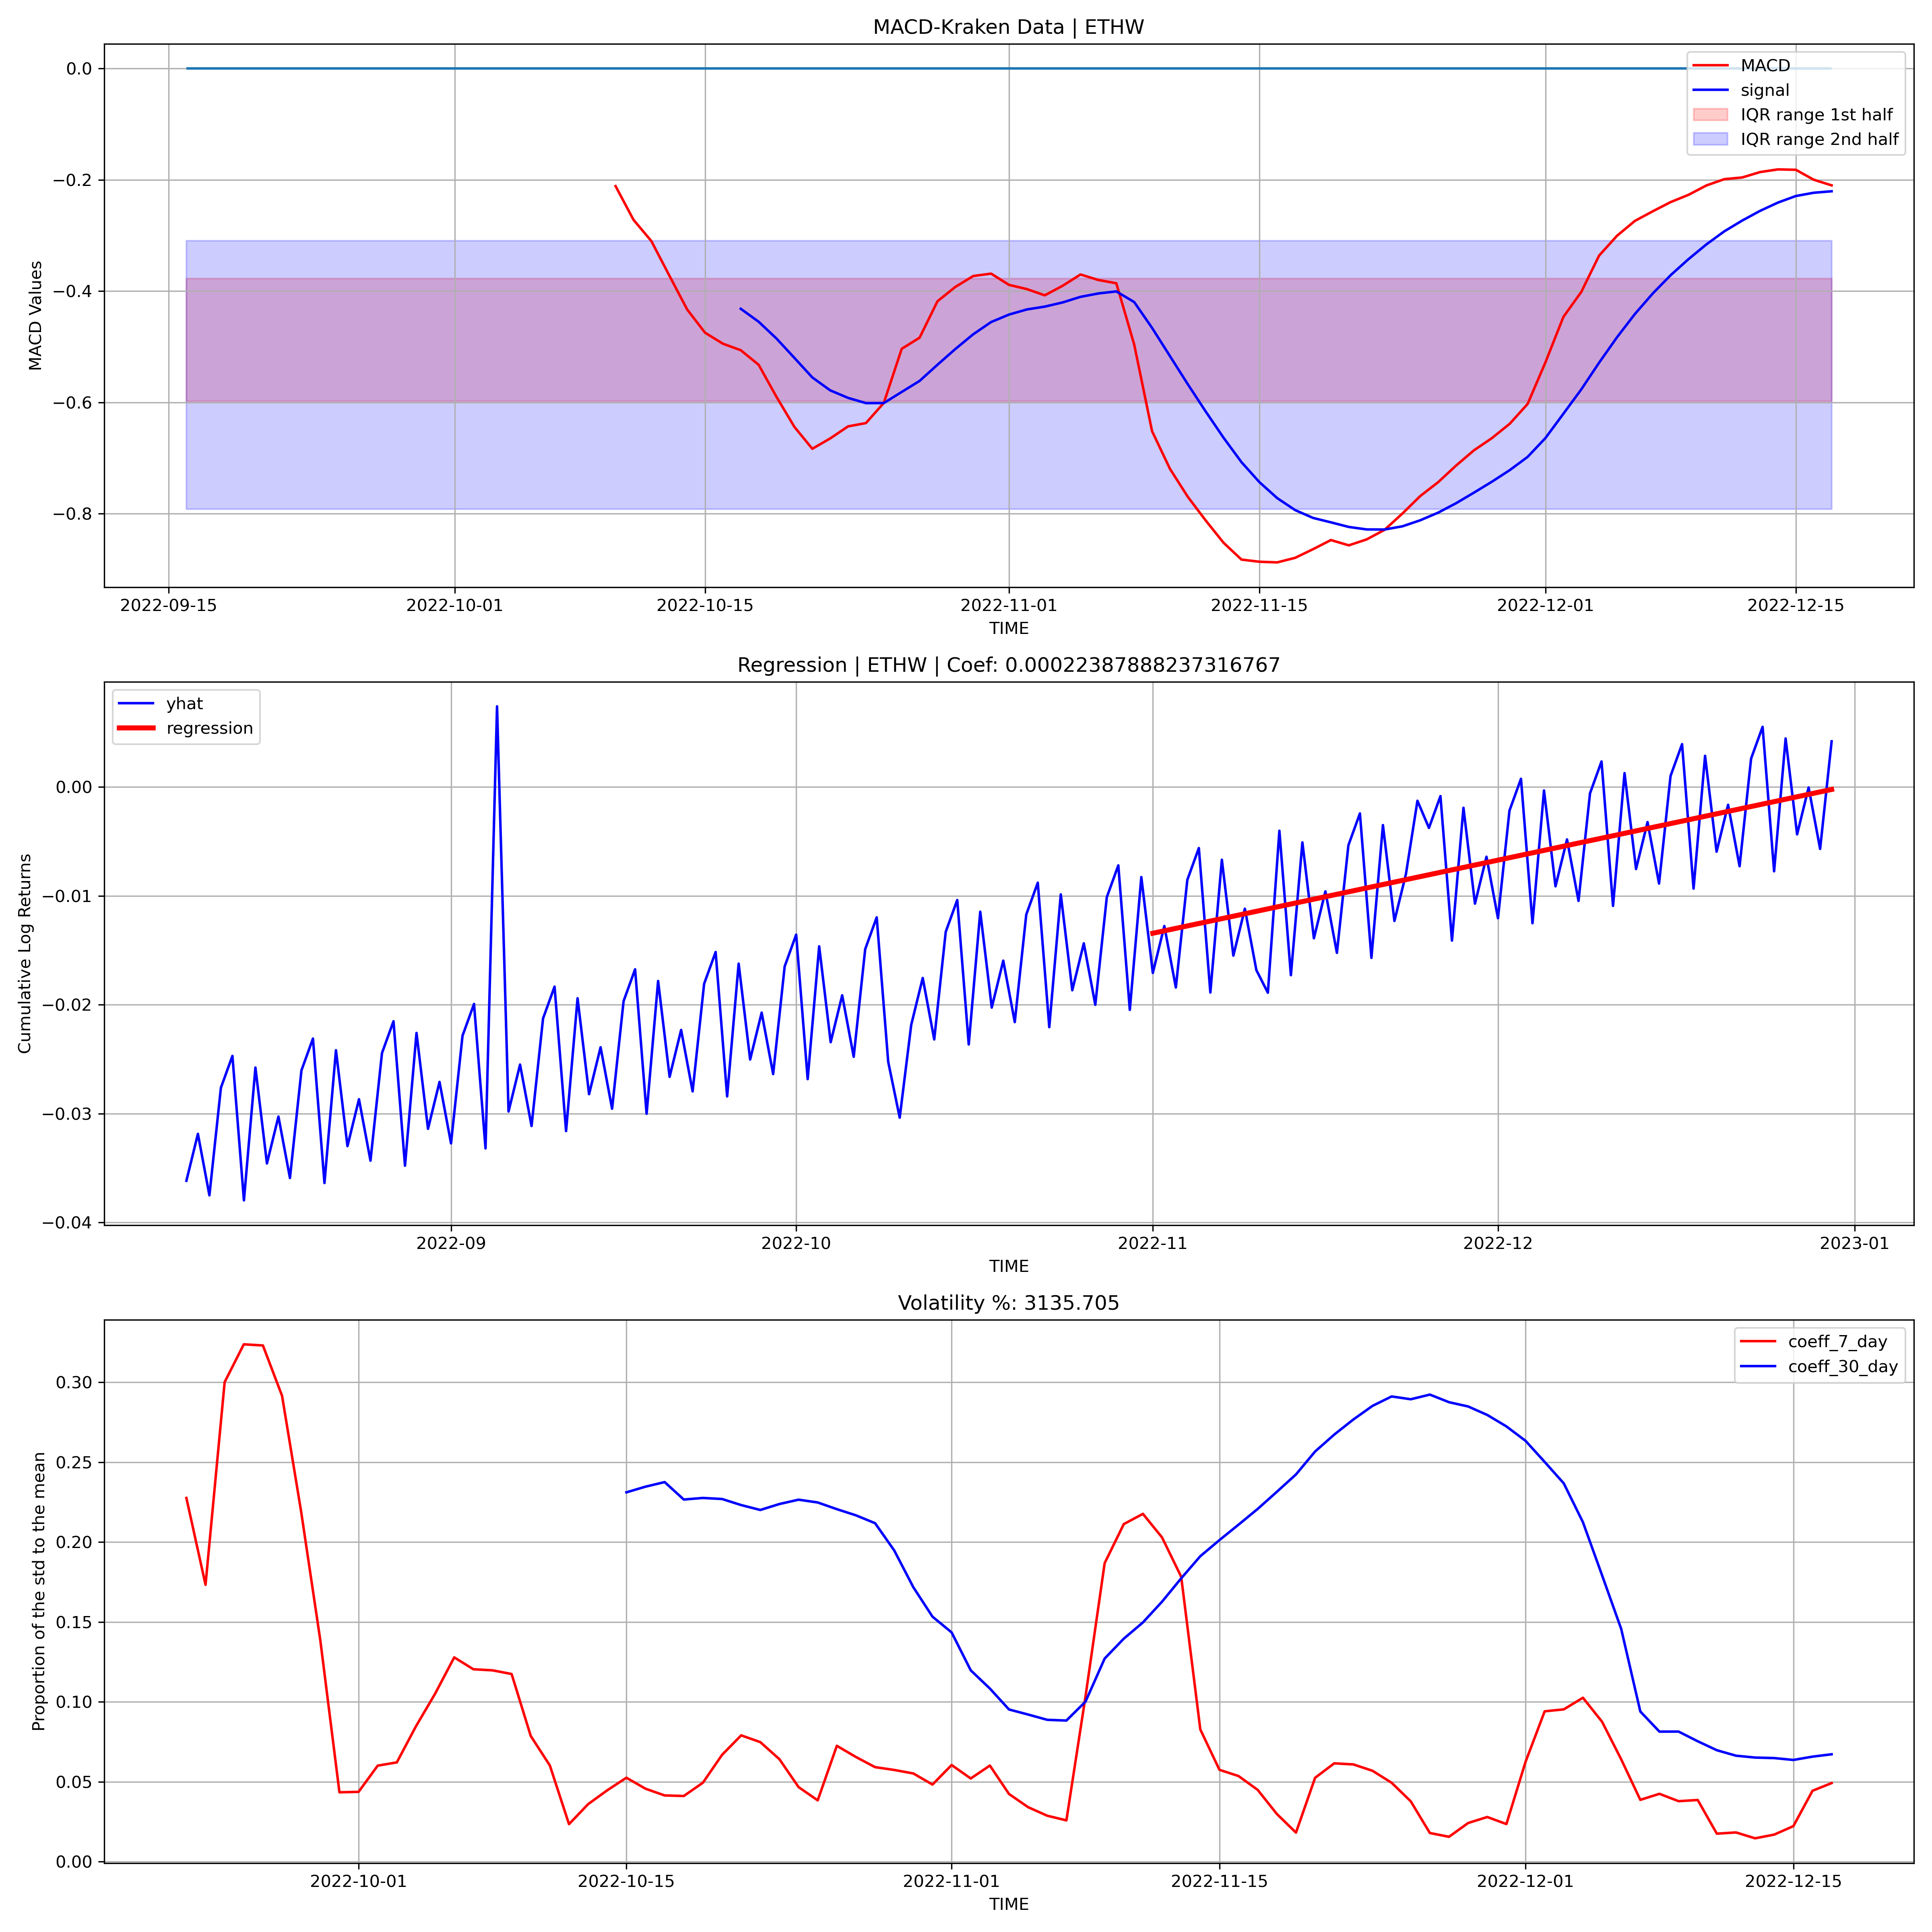 MACD-Kraken Data | ETHW
MACD
signal
IQR range 1st half
IQR range 2nd half
MACD Values
0.0
−0.2
−0.4
−0.6
−0.8
2022-09-15 2022-10-01 2022-10-15 2022-11-01 2022-11-15 2022-12-01 2022-12-15
TIME
Regression | ETHW | Coef: 0.00022387888237316767
yhat
regression
Cumulative Log Returns
0.00
−0.01
−0.02
−0.03
−0.04
2022-09 2022-10 2022-11 2022-12 2023-01
TIME
Volatility %: 3135.705
coeff_7_day
coeff_30_day
Proportion of the std to the mean
0.30
0.25
0.20
0.15
0.10
0.05
0.00
2022-10-01 2022-10-15 2022-11-01 2022-11-15 2022-12-01 2022-12-15
TIME